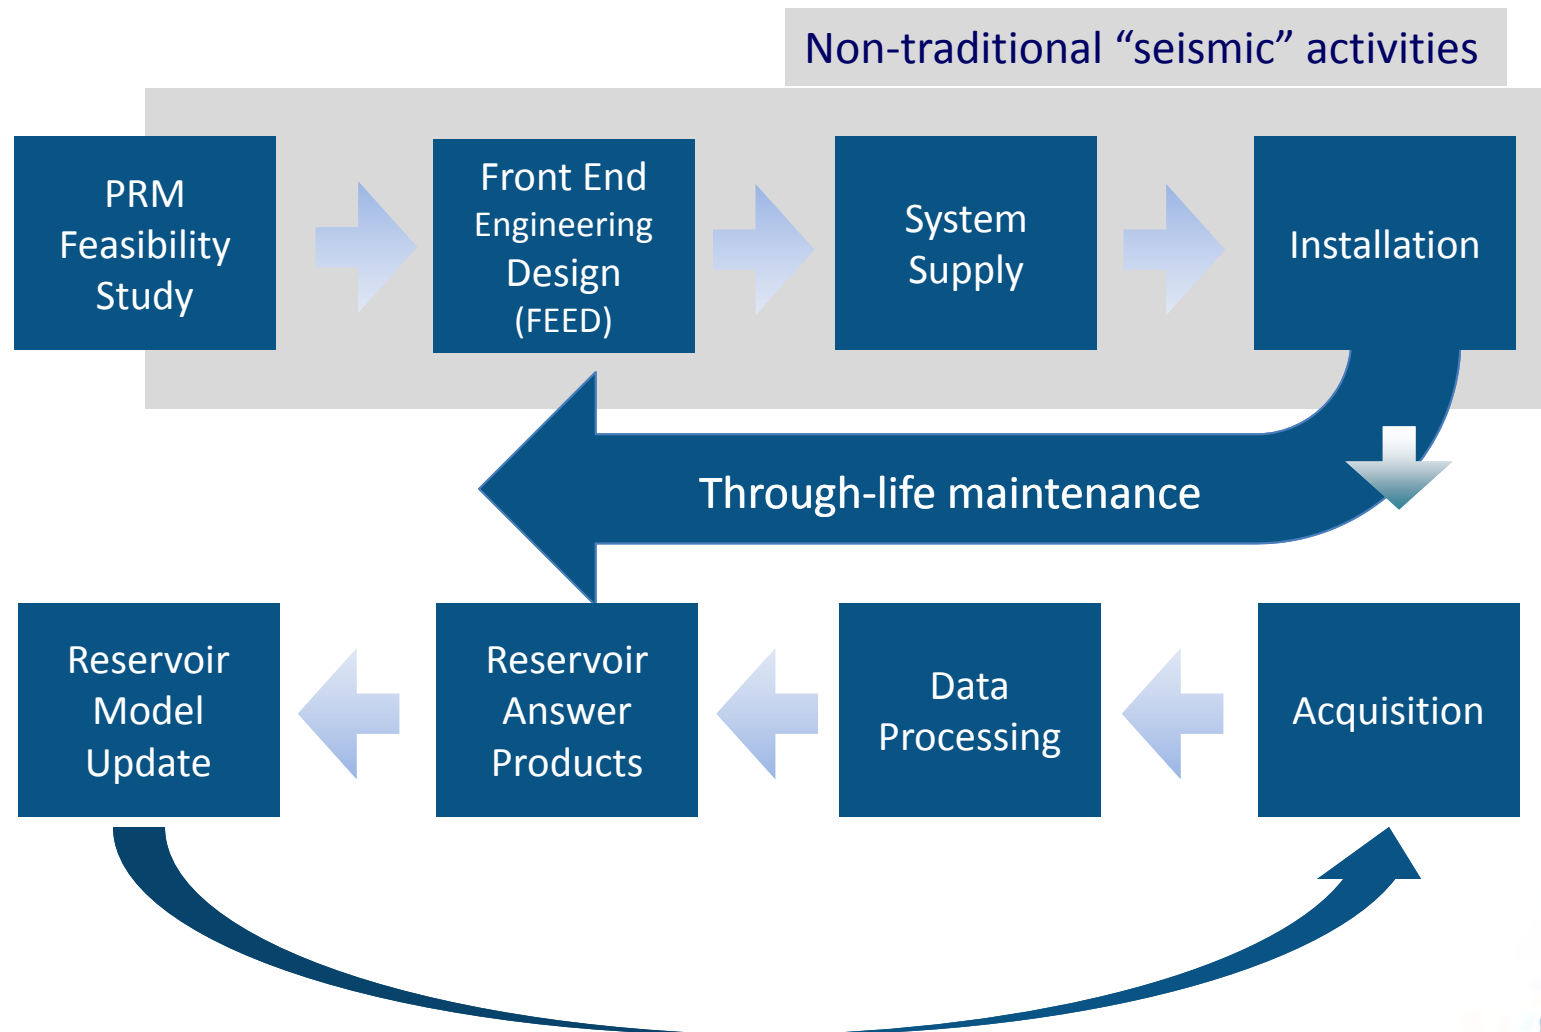 Non-traditional “seismic” activities
PRM
Feasibility
Study
Front End
Engineering
Design
(FEED)
System
Supply
Installation
Through-life maintenance
Reservoir
Model
Update
Reservoir
Answer
Products
Data
Processing
Acquisition